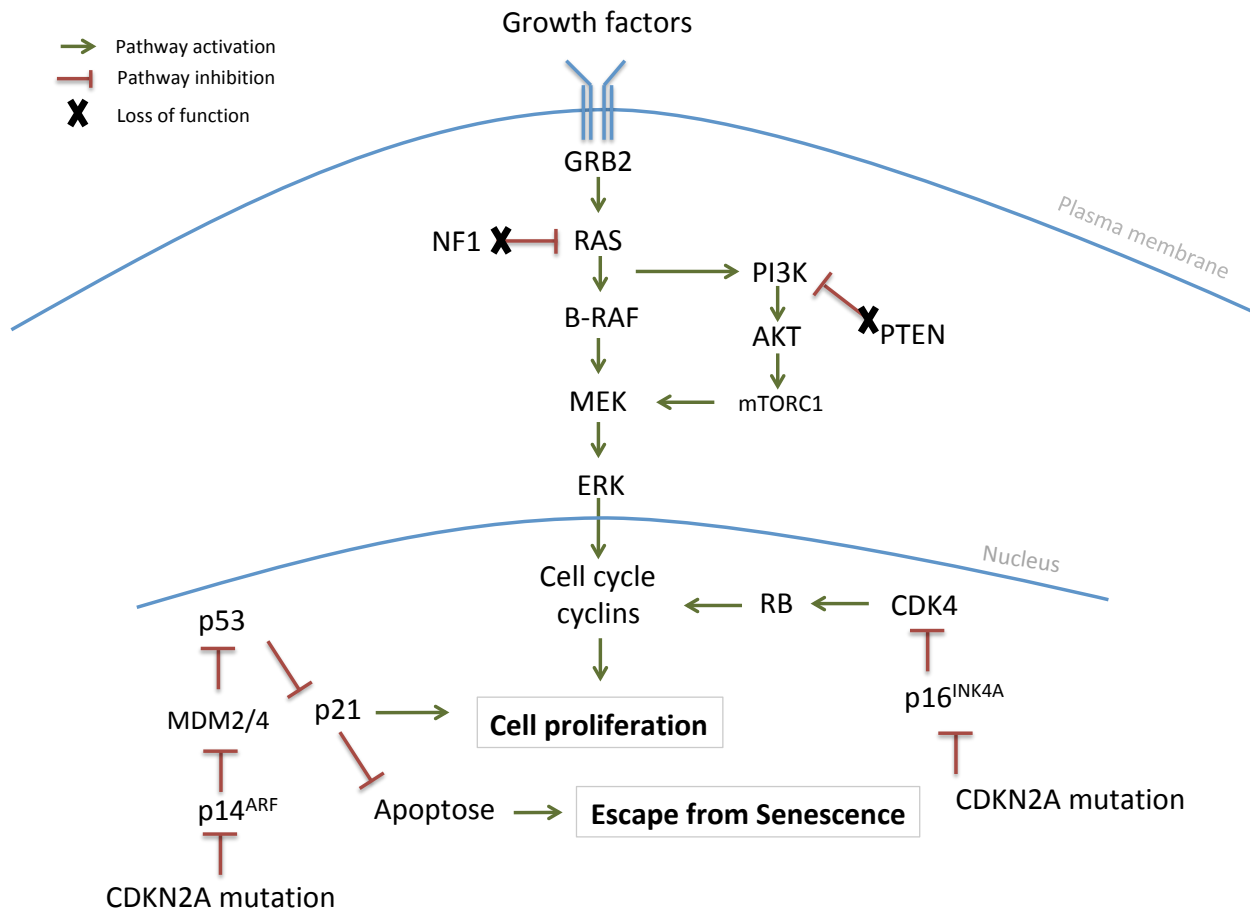 Growth factors
Pathway activation
Pathway inhibition
Loss of function
GRB2
Plasma membrane
NF1
RAS
PI3K
B-RAF
AKT
PTEN
MEK
mTORC1
ERK
Nucleus
Cell cycle
cyclins
RB
CDK4
p53
p16INK4A
MDM2/4
p21
Cell proliferation
p14ARF
Apoptose
Escape from Senescence
CDKN2A mutation
CDKN2A mutation